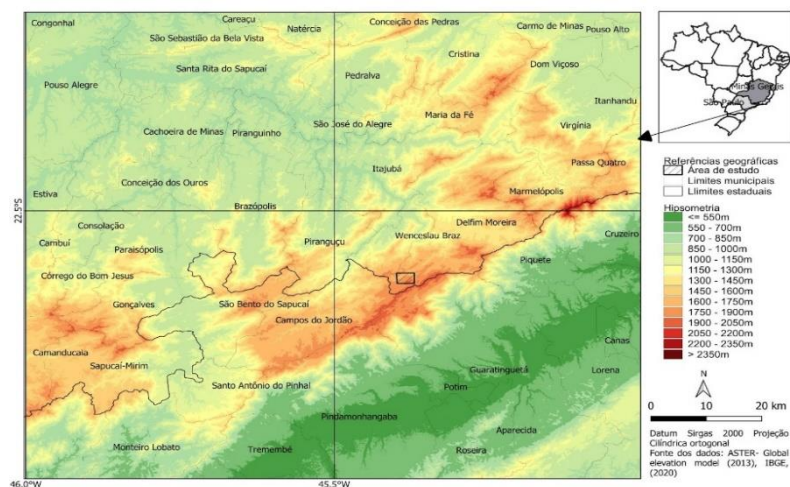 Congonhal
Careaçu
Natércia
Conceição das Pedras
Carmo de Minas
Pouso Alto
São Sebastião da Bela Vista
Cristina
Dom Viçoso
Santa Rita do Sapucaí
Pedralva
Pouso Alegre
Itanhandu
Maria da Fé
São José do Alegre
Virgínia
Cachoeira de Minas
Piranguinho
Itajubá
Passa Quatro
Conceição dos Ouros
Estiva
Marmelópolis
Brazópolis
22.5°S
Delfim Moreira
Consolação
Wenceslau Braz
Cruzeiro
Cambuí
Paraisópolis
Piranguçu
Piquete
Córrego do Bom Jesus
Gonçalves
São Bento do Sapucaí
Campos do Jordão
Canas
Camanducaia
Sapucaí-Mirim
Guaratinguetá
Lorena
Santo Antônio do Pinhal
Potim
Pindamonhangaba
Aparecida
Monteiro Lobato
Tremembé
Roseira
46.0°W
45.5°W
Minas Gerais
São Paulo
Referências geográficas
Área de estudo
Limites municipais
Llimites estaduais
Hipsometria
<= 550m
550 - 700m
700 - 850m
850 - 1000m
1000 - 1150m
1150 - 1300m
1300 - 1450m
1450 - 1600m
1600 - 1750m
1750 - 1900m
1900 - 2050m
2050 - 2200m
2200 - 2350m
> 2350m
N
0 10 20 km
Datum Sirgas 2000 Projeção
Cilíndrica ortogonal
Fonte dos dados: ASTER- Global
elevation model (2013), IBGE,
(2020)